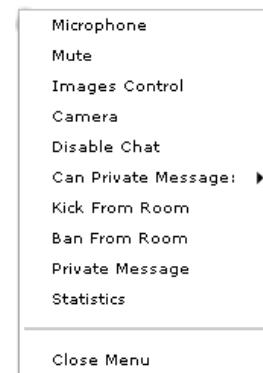 Microphone
Mute
Images Control
Camera
Disable Chat
Can Private Message:
Kick From Room
Ban From Room
Private Message
Statistics
Close Menu